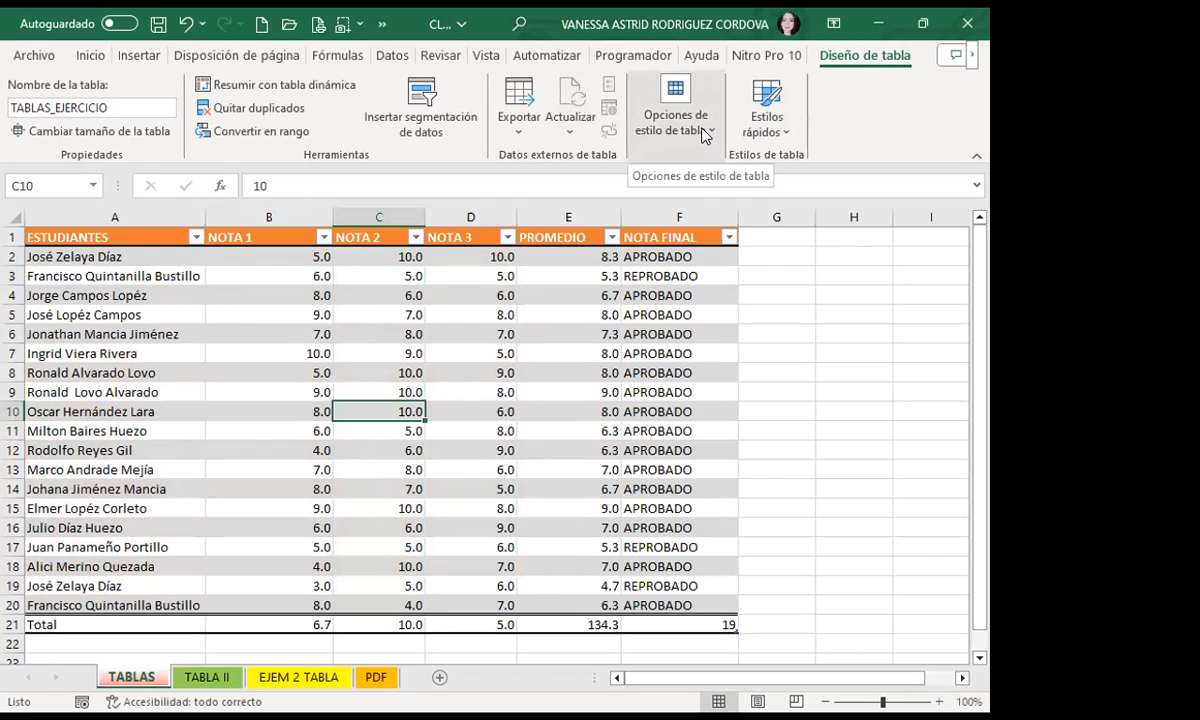 Autoguardado » CL... VANESSA ASTRID RODRIGUEZ CORDOVA
Archivo Inicio Insertar Disposición de página Fórmulas Datos Revisar Vista Automatizar Programador Ayuda Nitro Pro 10 Diseño de tabla
Nombre de la tabla:
TABLAS_EJERCICIO
Cambiar tamaño de la tabla
Propiedades
Resumir con tabla dinámica
Quitar duplicados
Convertir en rango
Insertar segmentación
de datos
Herramientas
Exportar Actualizar
Datos externos de tabla
Opciones de
estilo de tabla
Estilos
rápidos
Estilos de tabla
Opciones de estilo de tabla
C10 fx 10
A B C D E F G H I
1 ESTUDIANTES NOTA 1 NOTA 2 NOTA 3 PROMEDIO NOTA FINAL
2 José Zelaya Díaz 5.0 10.0 10.0 8.3 APROBADO
3 Francisco Quintanilla Bustillo 6.0 5.0 5.0 5.3 REPROBADO
4 Jorge Campos Lopéz 8.0 6.0 6.0 6.7 APROBADO
5 José Lopéz Campos 9.0 7.0 8.0 8.0 APROBADO
6 Jonathan Mancia Jiménez 7.0 8.0 7.0 7.3 APROBADO
7 Ingrid Viera Rivera 10.0 9.0 5.0 8.0 APROBADO
8 Ronald Alvarado Lovo 5.0 10.0 9.0 8.0 APROBADO
9 Ronald Lovo Alvarado 9.0 10.0 8.0 9.0 APROBADO
10 Oscar Hernández Lara 8.0 10.0 6.0 8.0 APROBADO
11 Milton Baires Huezo 6.0 5.0 8.0 6.3 APROBADO
12 Rodolfo Reyes Gil 4.0 6.0 9.0 6.3 APROBADO
13 Marco Andrade Mejía 7.0 8.0 6.0 7.0 APROBADO
14 Johana Jiménez Mancia 8.0 7.0 5.0 6.7 APROBADO
15 Elmer Lopéz Corleto 9.0 10.0 8.0 9.0 APROBADO
16 Julio Díaz Huezo 6.0 6.0 9.0 7.0 APROBADO
17 Juan Panameño Portillo 5.0 5.0 6.0 5.3 REPROBADO
18 Alici Merino Quezada 4.0 10.0 7.0 7.0 APROBADO
19 José Zelaya Díaz 3.0 5.0 6.0 4.7 REPROBADO
20 Francisco Quintanilla Bustillo 8.0 4.0 7.0 6.3 APROBADO
21 Total 6.7 10.0 5.0 134.3 19
22
23
TABLAS TABLA II EJEM 2 TABLA PDF
Listo Accesibilidad: todo correcto 100%